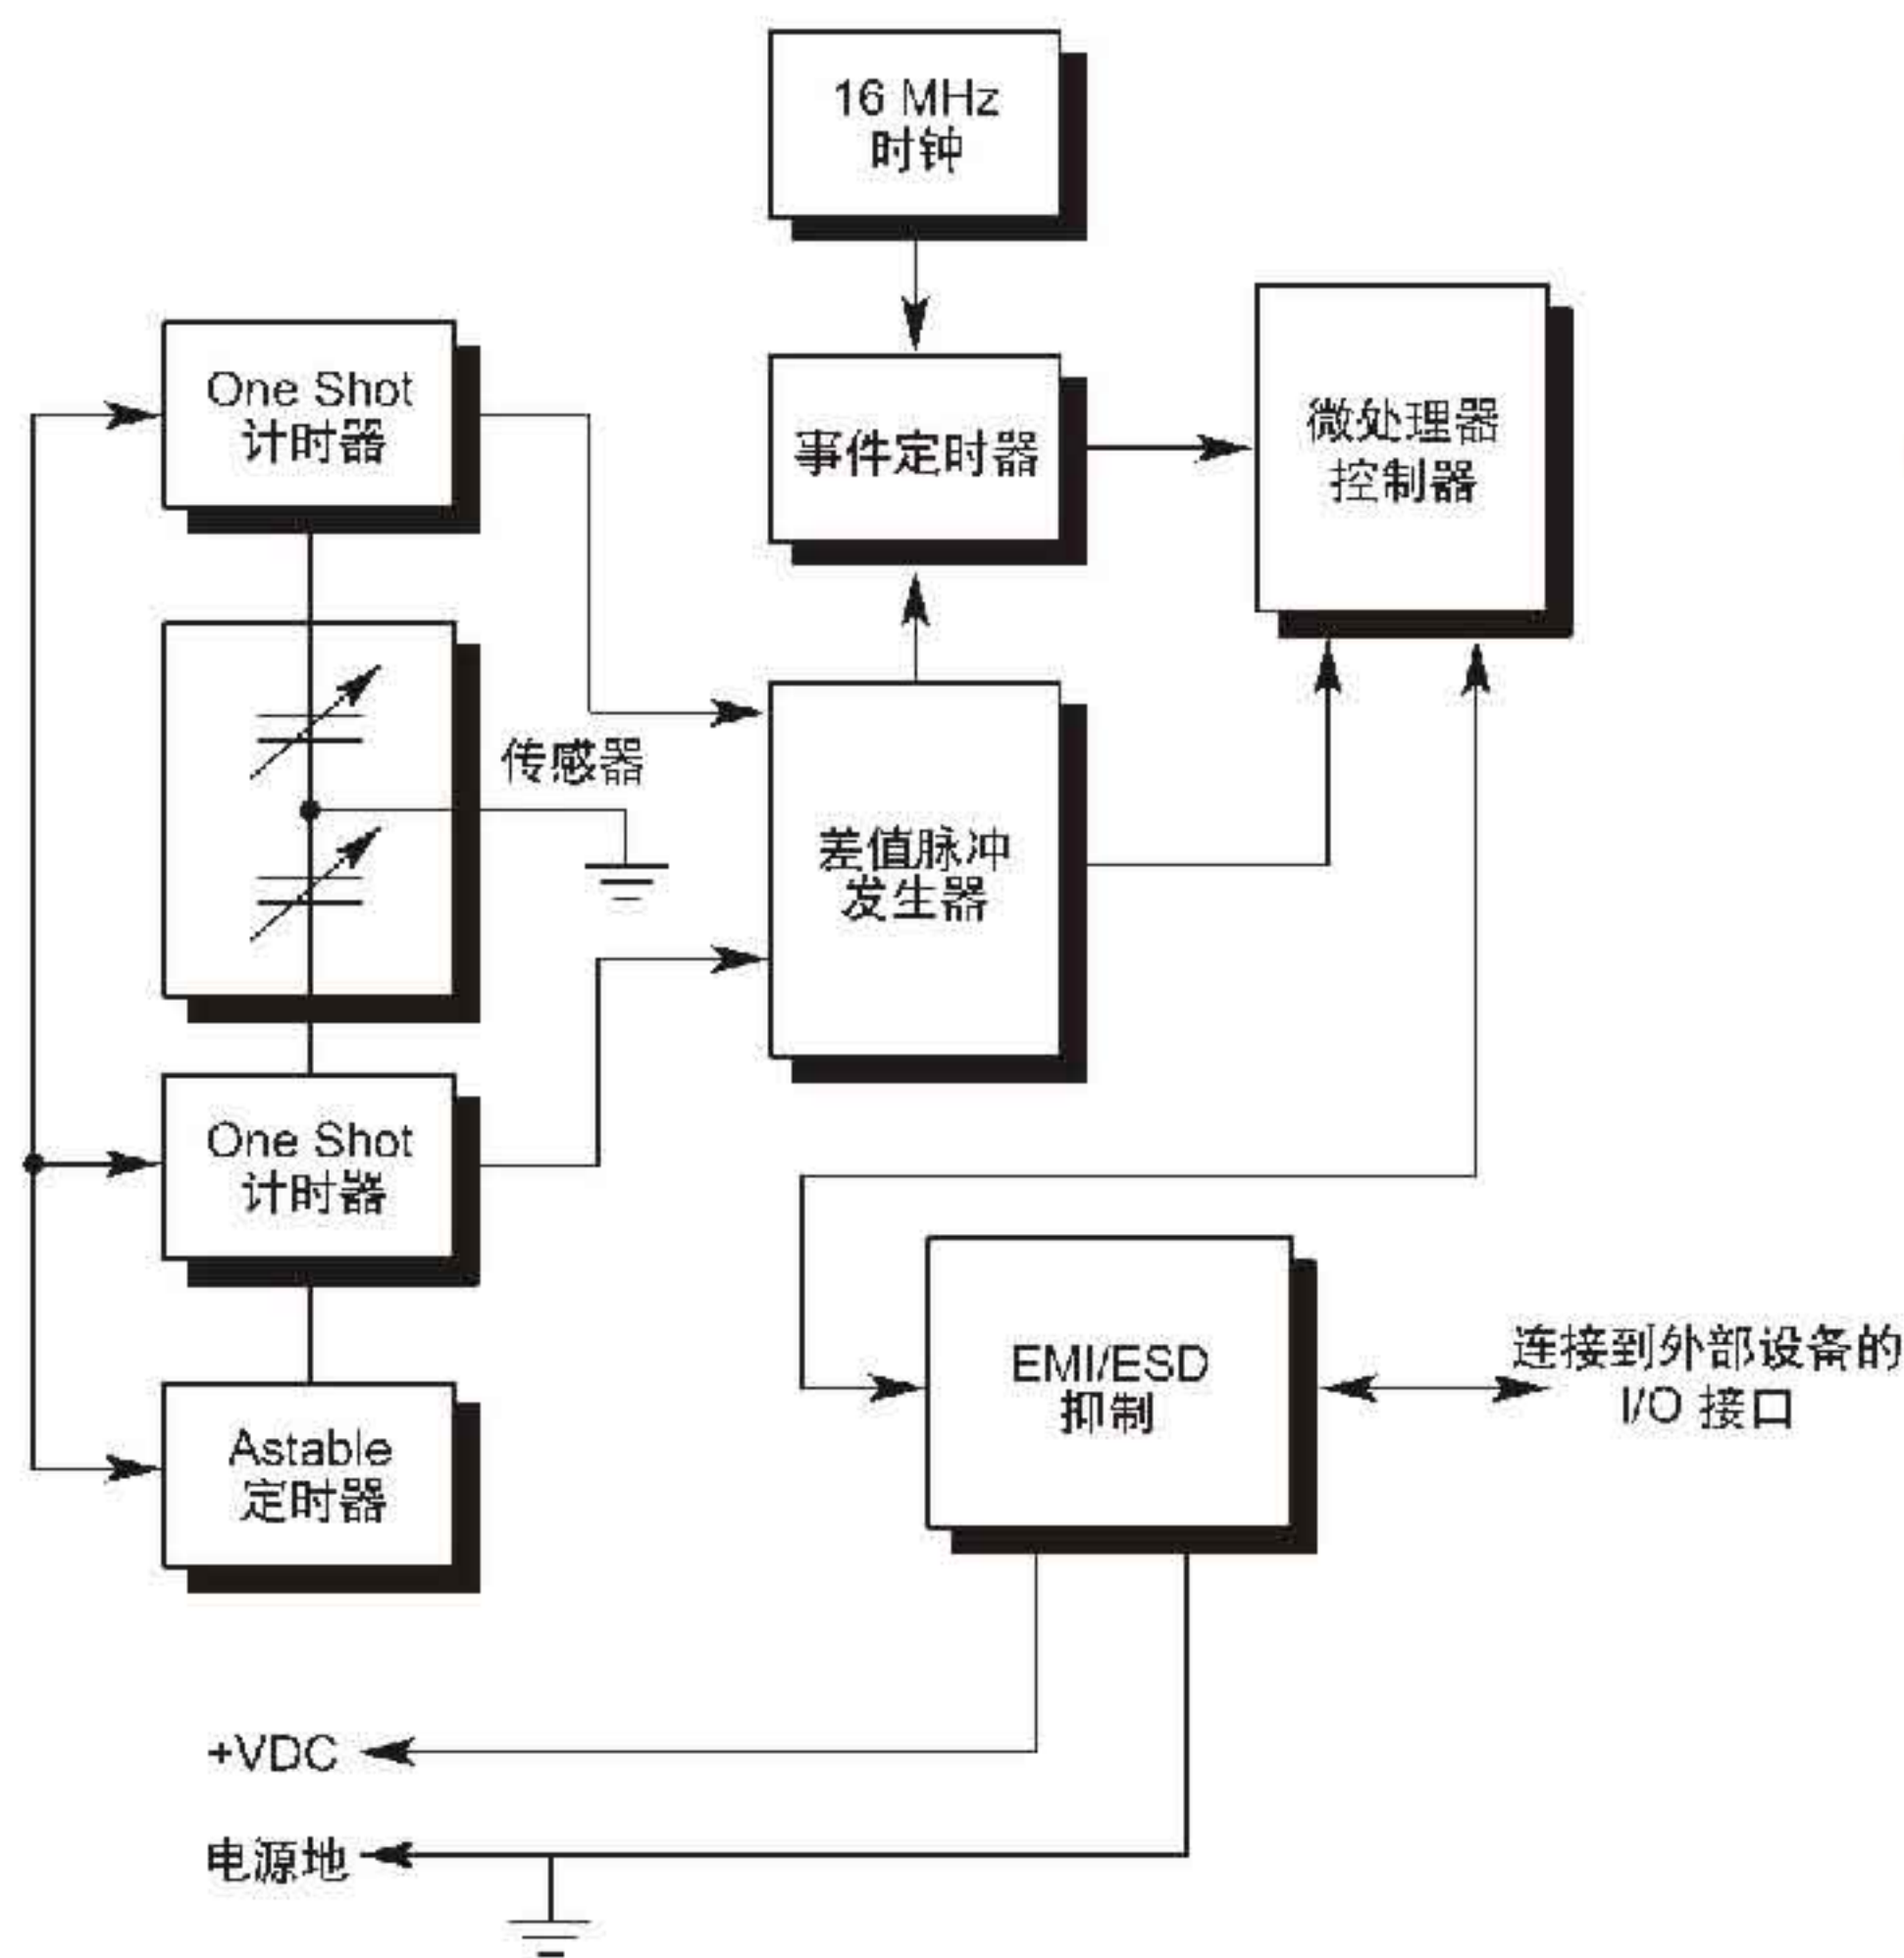 16 MHz
时钟
One Shot
计时器
事件定时器
微处理器
控制器
传感器
差值脉冲
发生器
One Shot
计时器
EMI/ESD
抑制
连接到外部设备的
I/O 接口
Astable
定时器
+VDC
电源地